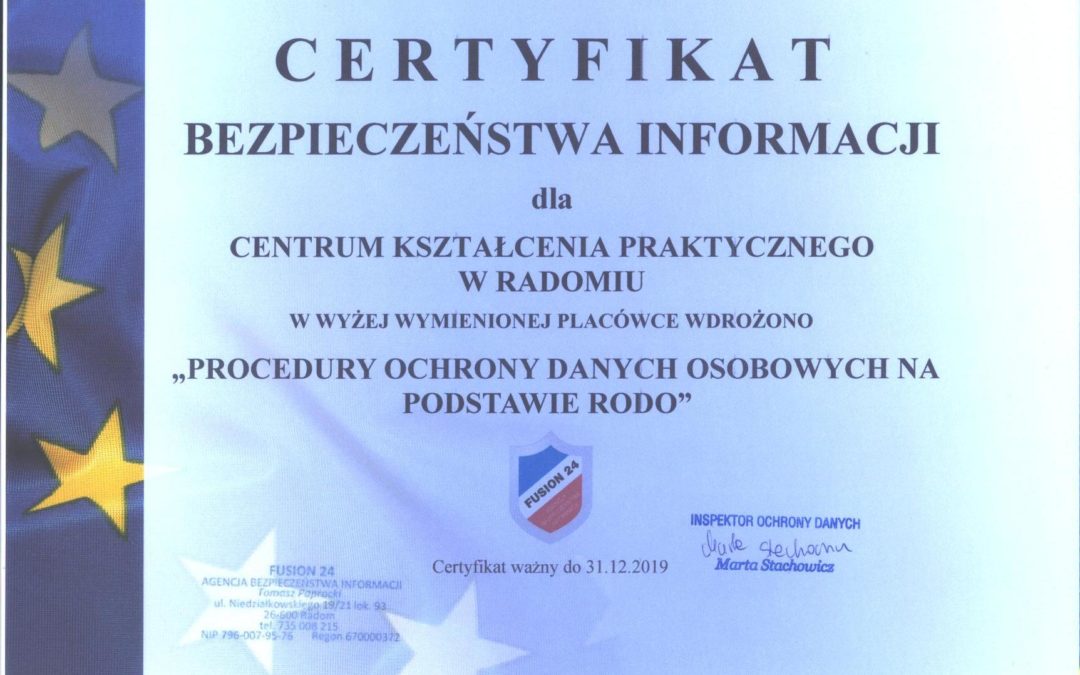 CERTYFIKAT
BEZPIECZEŃSTWA INFORMACJI
dla
CENTRUM KSZTAŁCENIA PRAKTYCZNEGO
W RADOMIU
W WYŻEJ WYMIENIONEJ PLACÓWCE WDROŻONO
„PROCEDURY OCHRONY DANYCH OSOBOWYCH NA
PODSTAWIE RODO”
FUSION 24
INSPEKTOR OCHRONY DANYCH
Marta Stachowicz
Certyfikat ważny do 31.12.2019
FUSION 24
AGENCJA BEZPIECZEŃSTWA INFORMACJI
Tomasz Paprocki
ul. Niedziałkowskiego 19/21 lok. 93
26-600 Radom
tel. 735 008 215
NIP 796-007-95-76 Regon 670000372